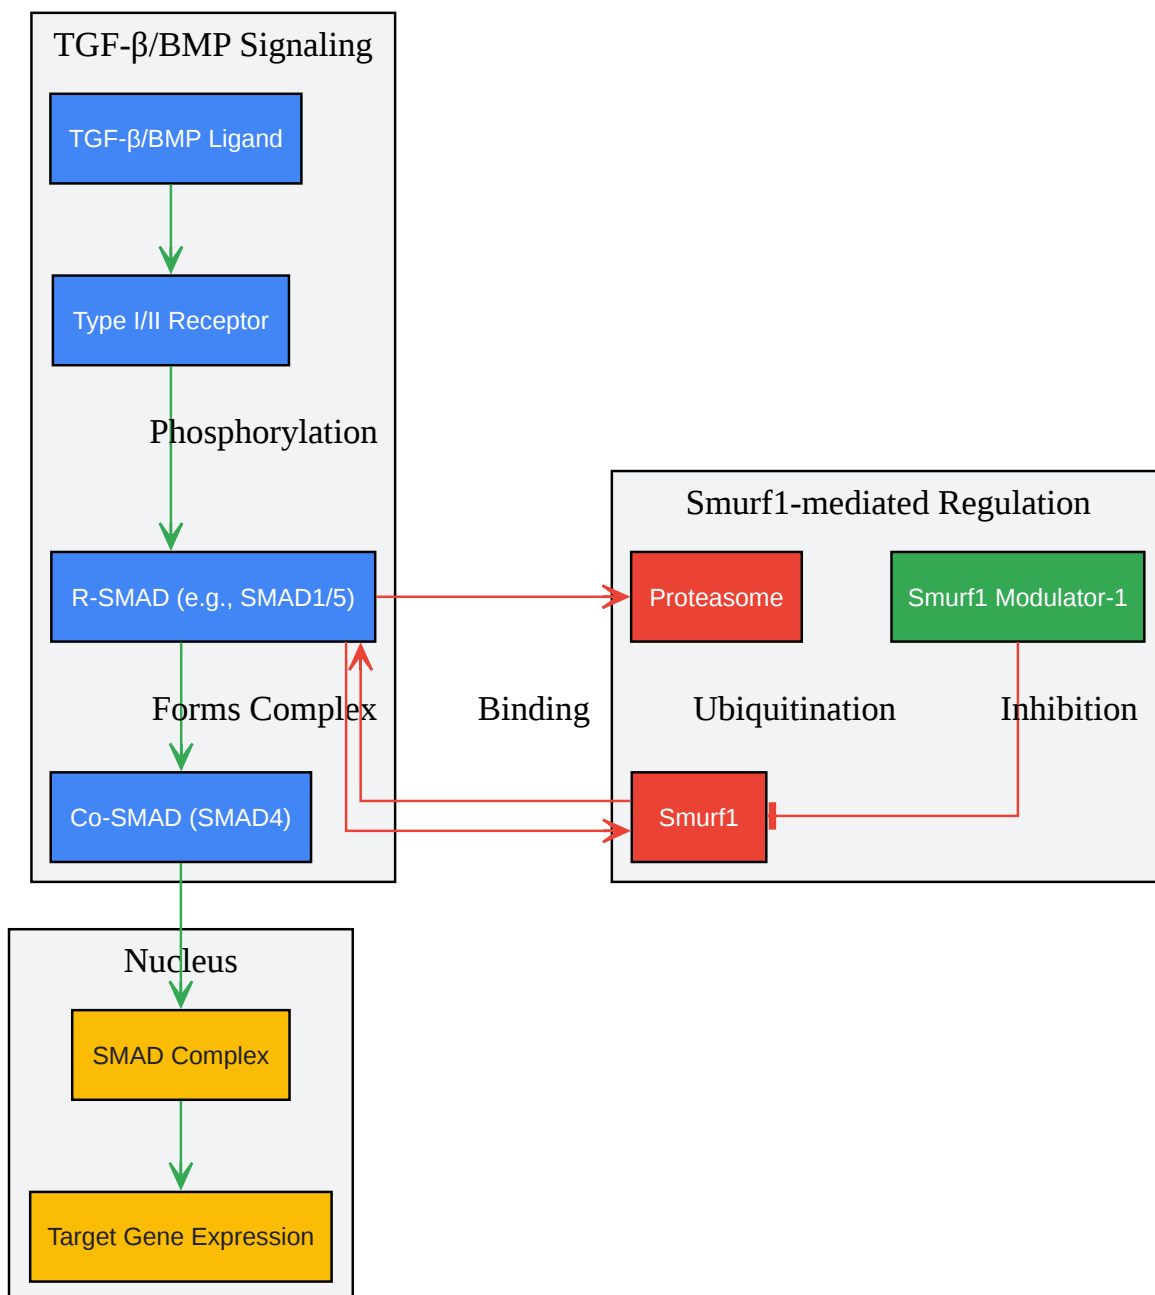 TGF-β/BMP Signaling
TGF-β/BMP Ligand
Type I/II Receptor
Phosphorylation
Smurf1-mediated Regulation
R-SMAD (e.g., SMAD1/5)
Proteasome
Smurf1 Modulator-1
Forms Complex
Binding
Ubiquitination
Inhibition
Co-SMAD (SMAD4)
Smurf1
Nucleus
SMAD Complex
Target Gene Expression